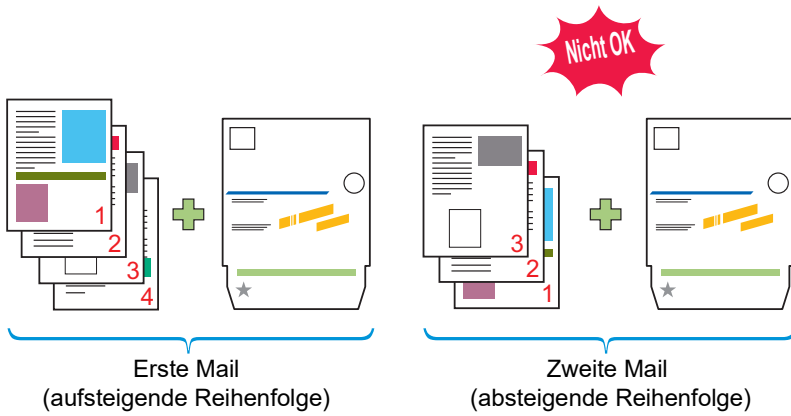 Nicht OK
1
2
3
4
3
2
1
Erste Mail
(aufsteigende Reihenfolge)
Zweite Mail
(absteigende Reihenfolge)